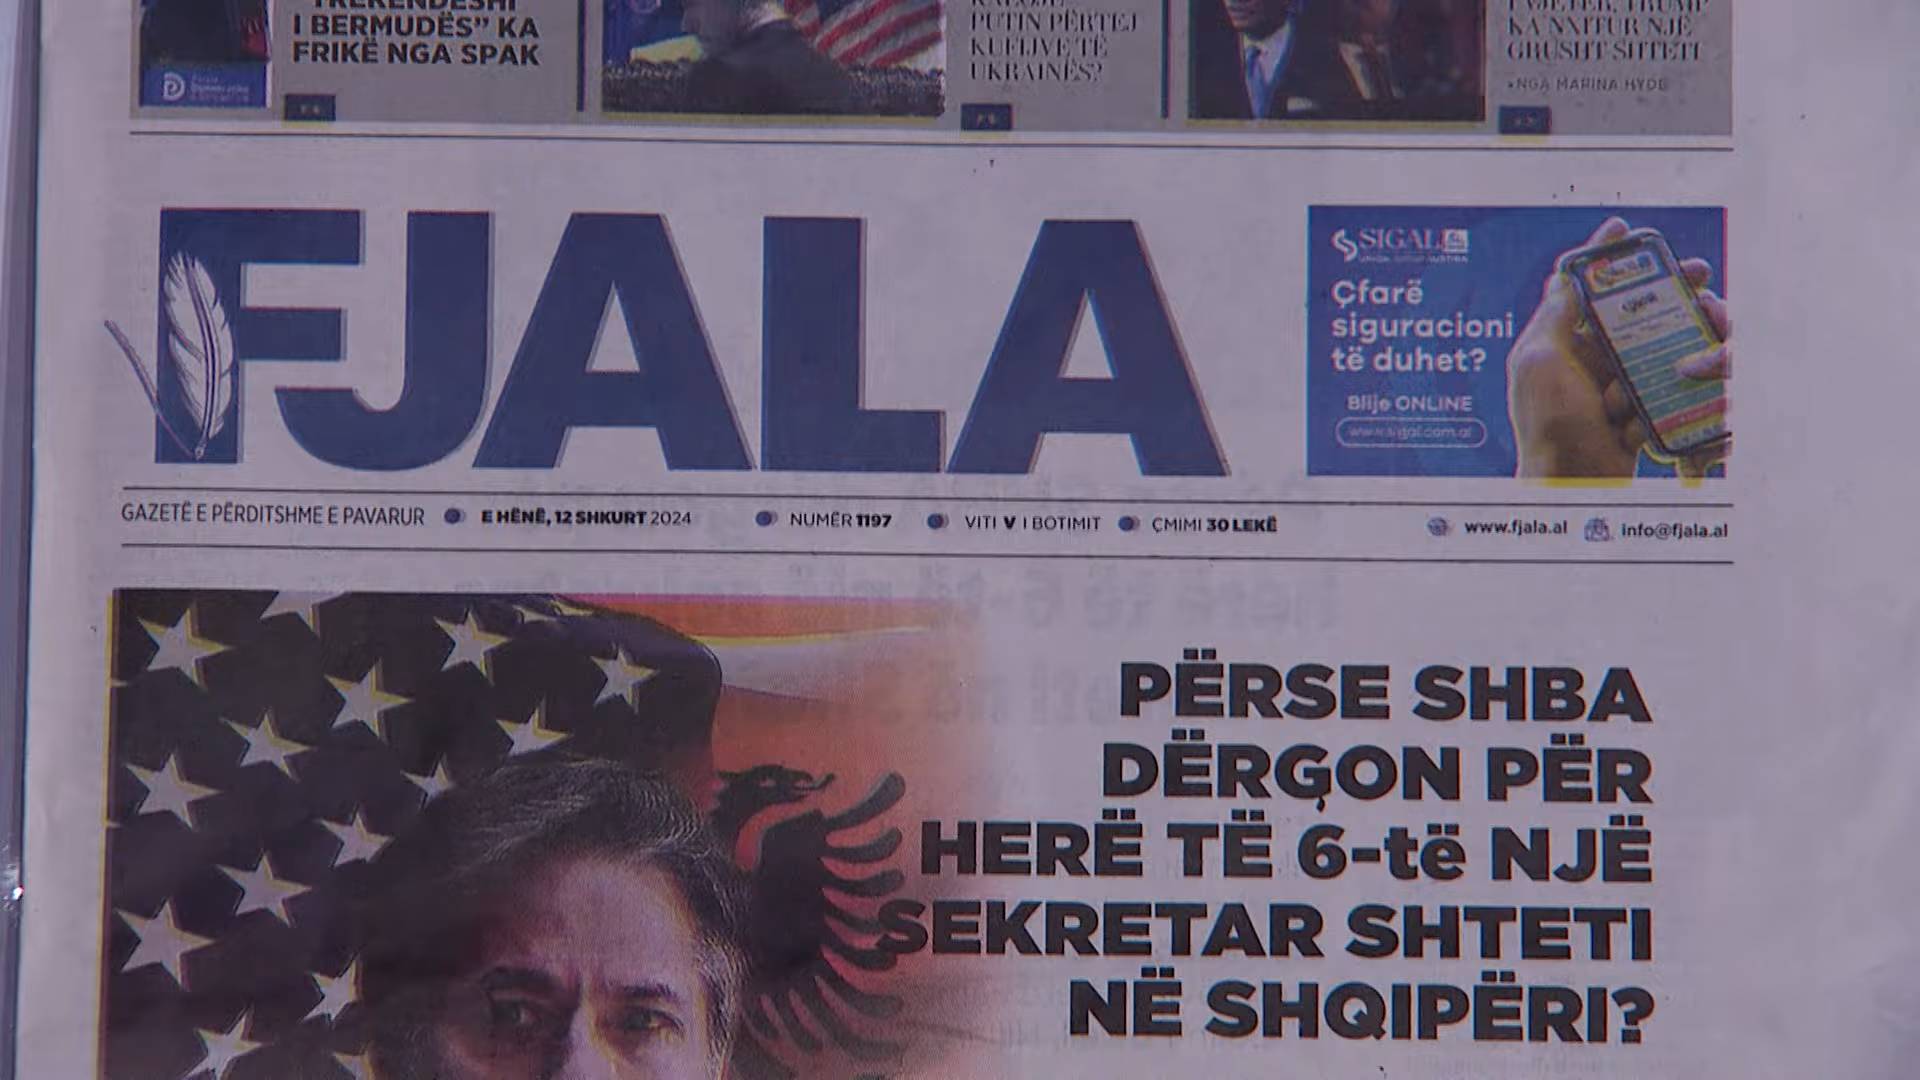 I BERMUDËS” KA
FRIKË NGA SPAK
PUTIN PËRTEJ
KUFIJVE TË
UKRAINËS?
TRUMP
KA NXITUR NJË
GRUSHT SHTETI
•NGA MARINA HYDE
FJALA
SIGAL
Çfarë
siguracioni
të duhet?
Blije ONLINE
www.sigal.com.al
GAZETË E PËRDITSHME E PAVARUR
E HËNË, 12 SHKURT 2024
NUMËR 1197
VITI V I BOTIMIT
ÇMIMI 30 LEKË
www.fjala.al
info@fjala.al
PËRSE SHBA
DËRGON PËR
HERË TË 6-të NJË
SEKRETAR SHTETI
NË SHQIPËRI?